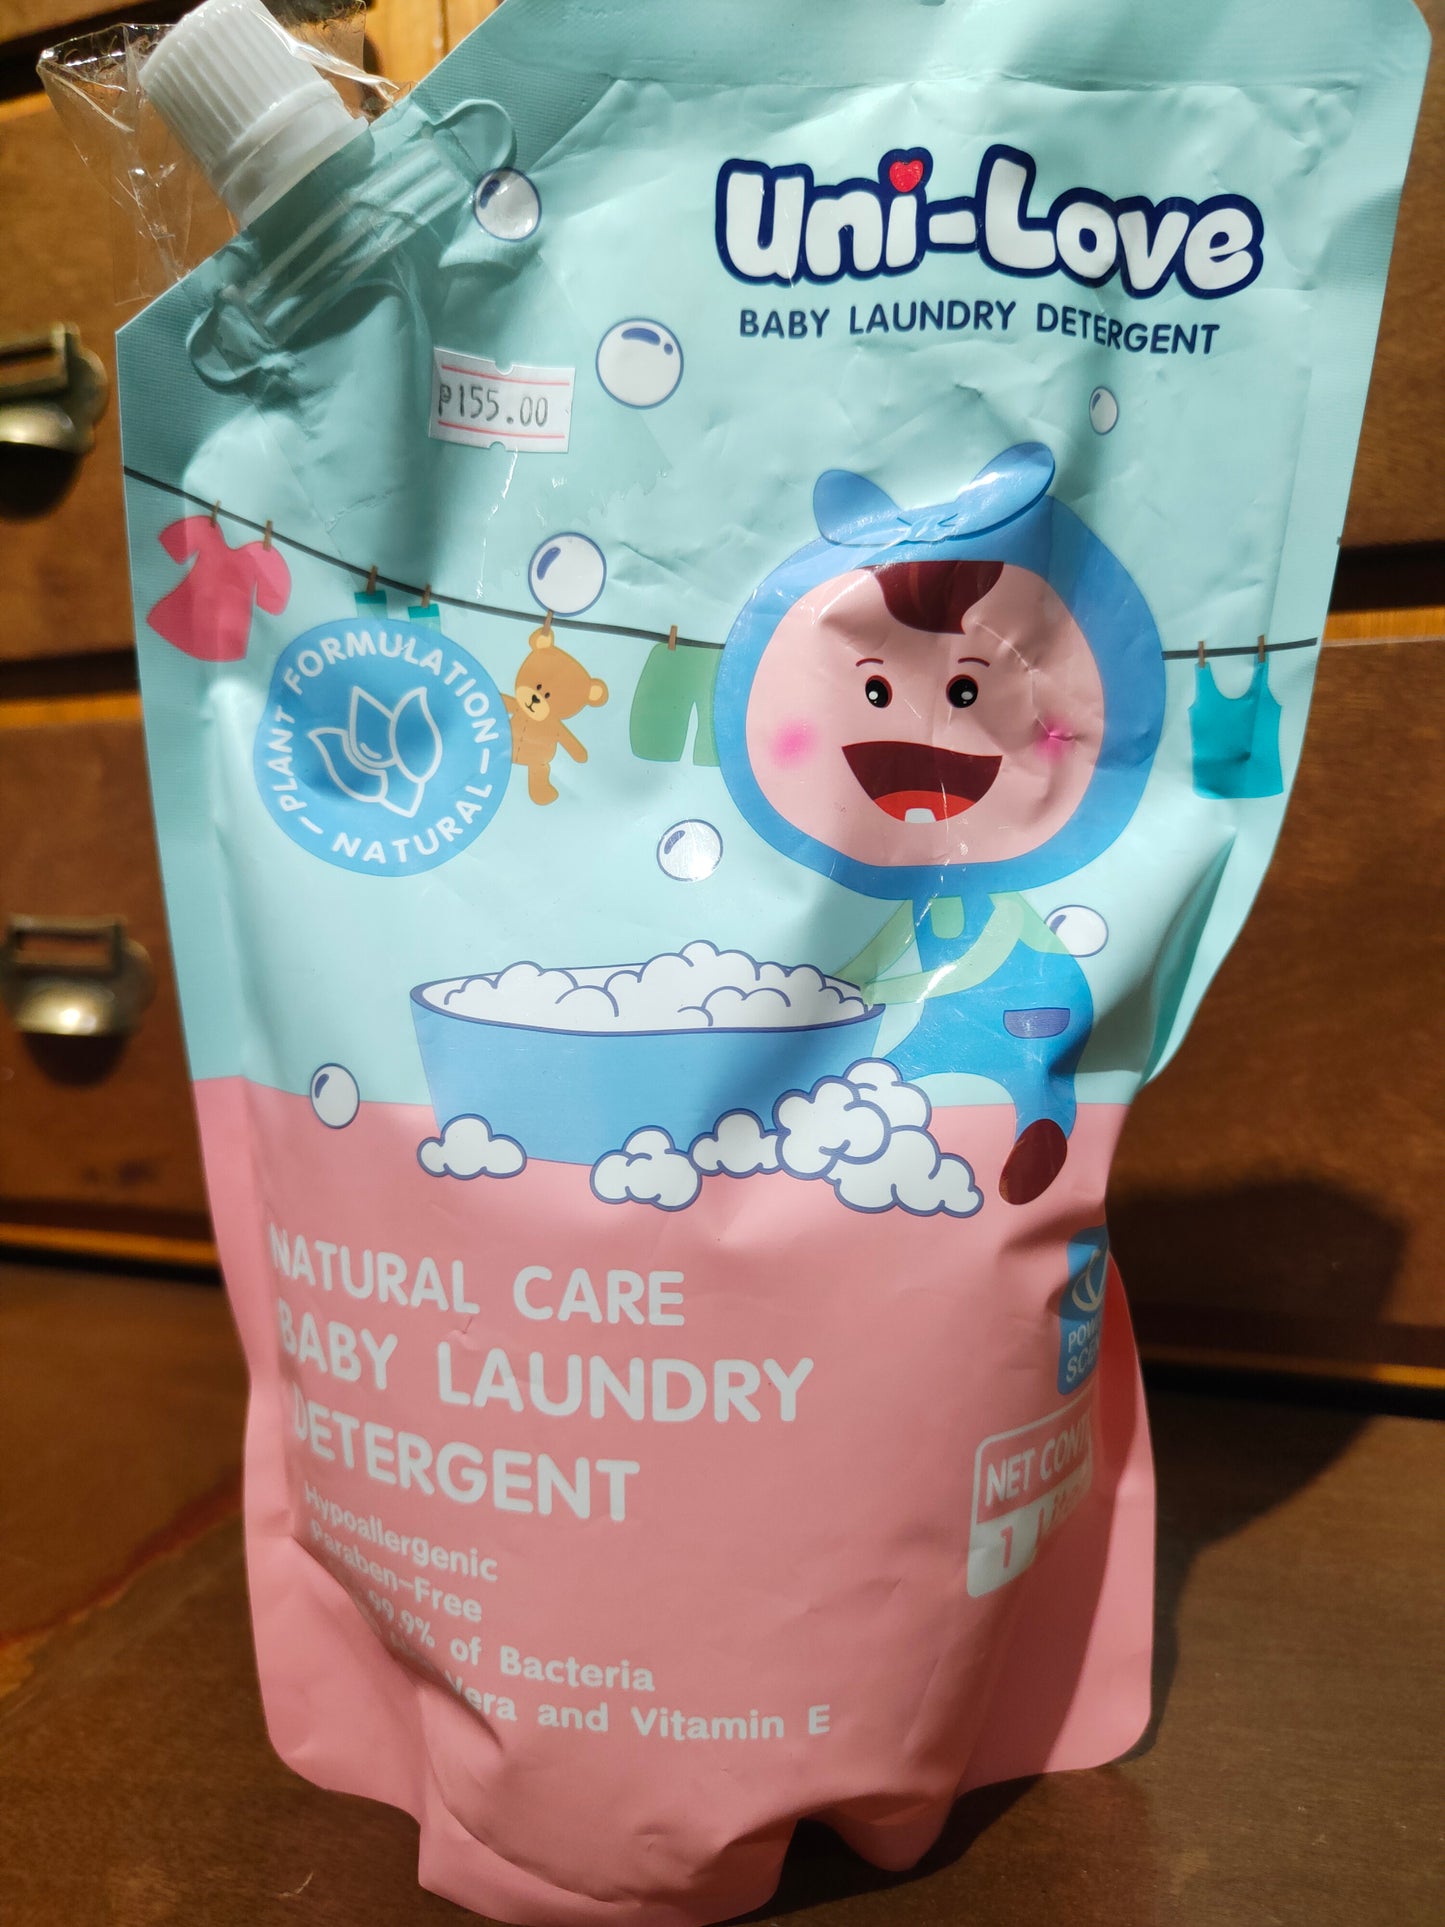 Uni-Love
BABY LAUNDRY DETERGENT
₱155.00
PLANT FORMULATION
NATURAL
NATURAL CARE
BABY LAUNDRY
DETERGENT
Hypoallergenic
Paraben-Free
99.9% of Bacteria
Vera and Vitamin E
NET
1